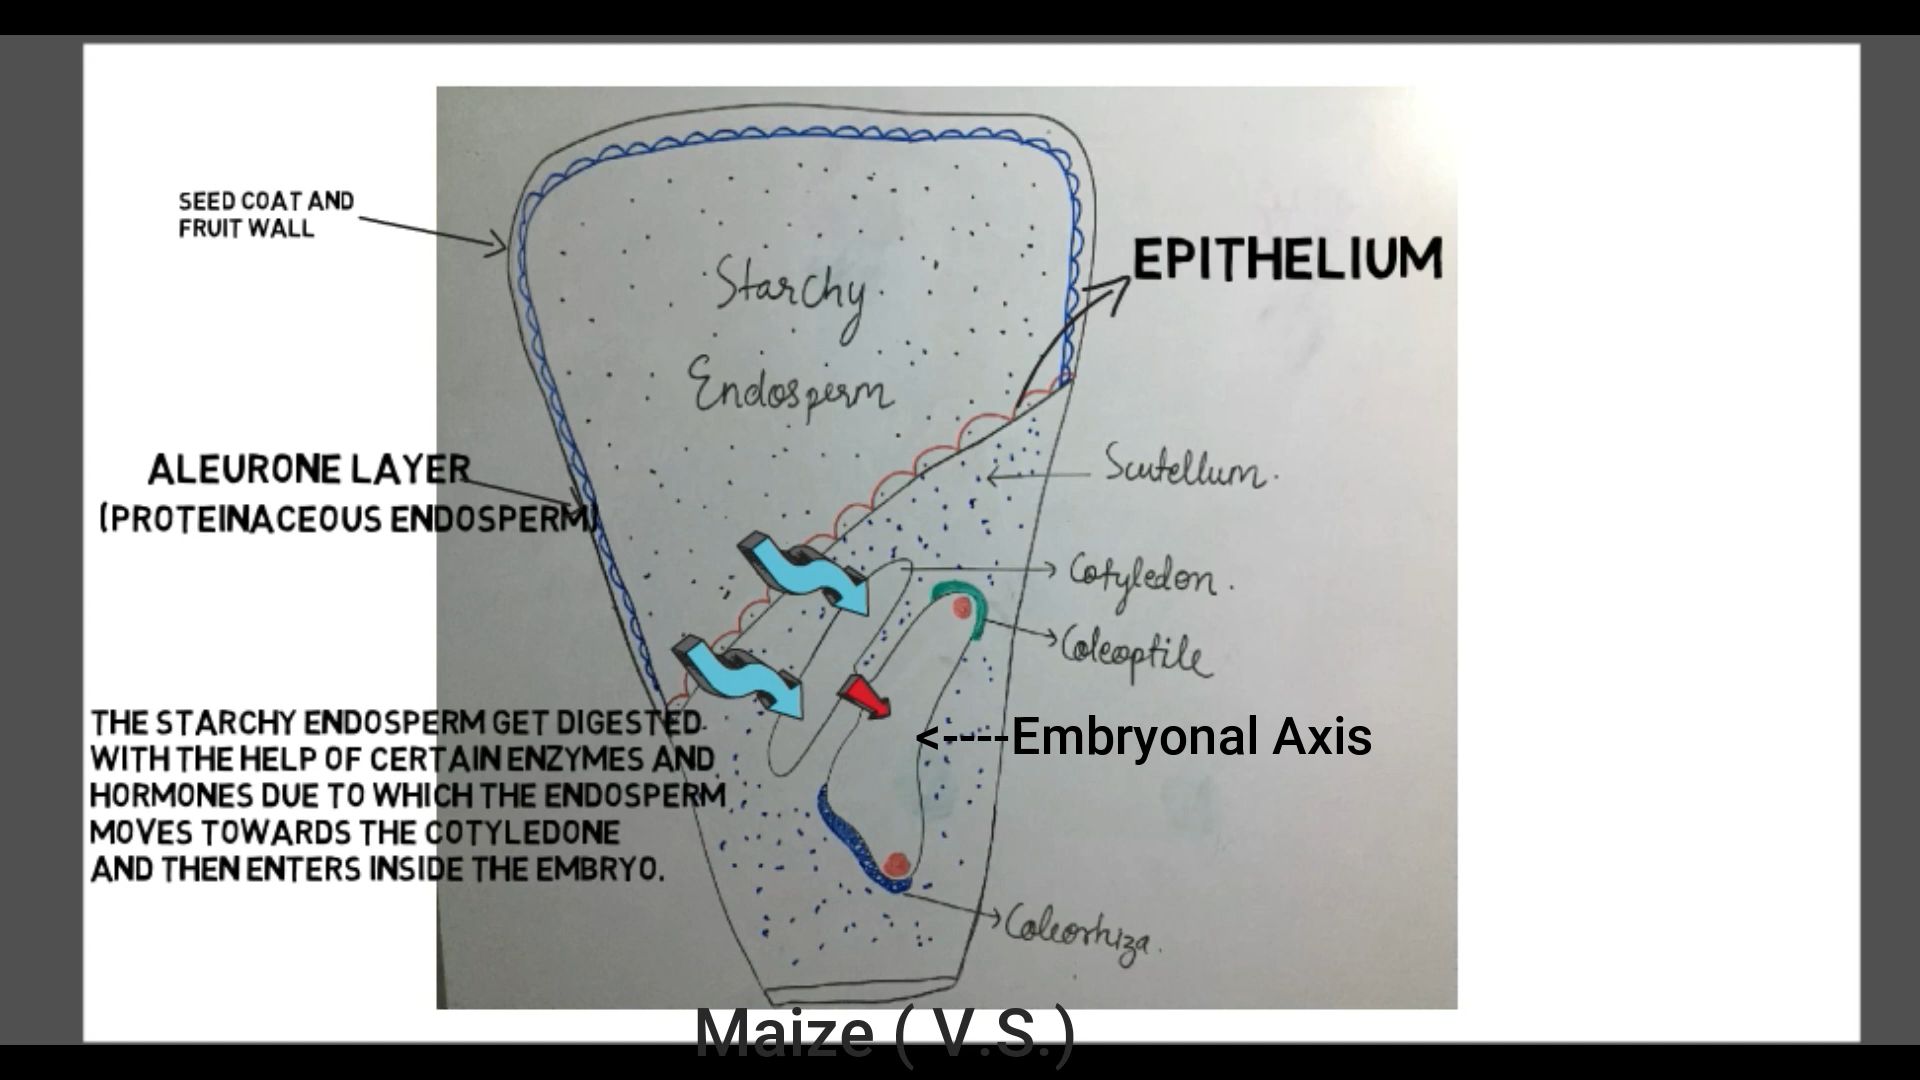 SEED COAT AND
FRUIT WALL
Starchy
Endosperm
EPITHELIUM
ALEURONE LAYER
(PROTEINACEOUS ENDOSPERM)
Scutellum.
Cotyledon.
Coleoptile
<----Embryonal Axis
THE STARCHY ENDOSPERM GET DIGESTED
WITH THE HELP OF CERTAIN ENZYMES AND
HORMONES DUE TO WHICH THE ENDOSPERM
MOVES TOWARDS THE COTYLEDONE
AND THEN ENTERS INSIDE THE EMBRYO.
Coleorhiza.
Maize ( V.S.)